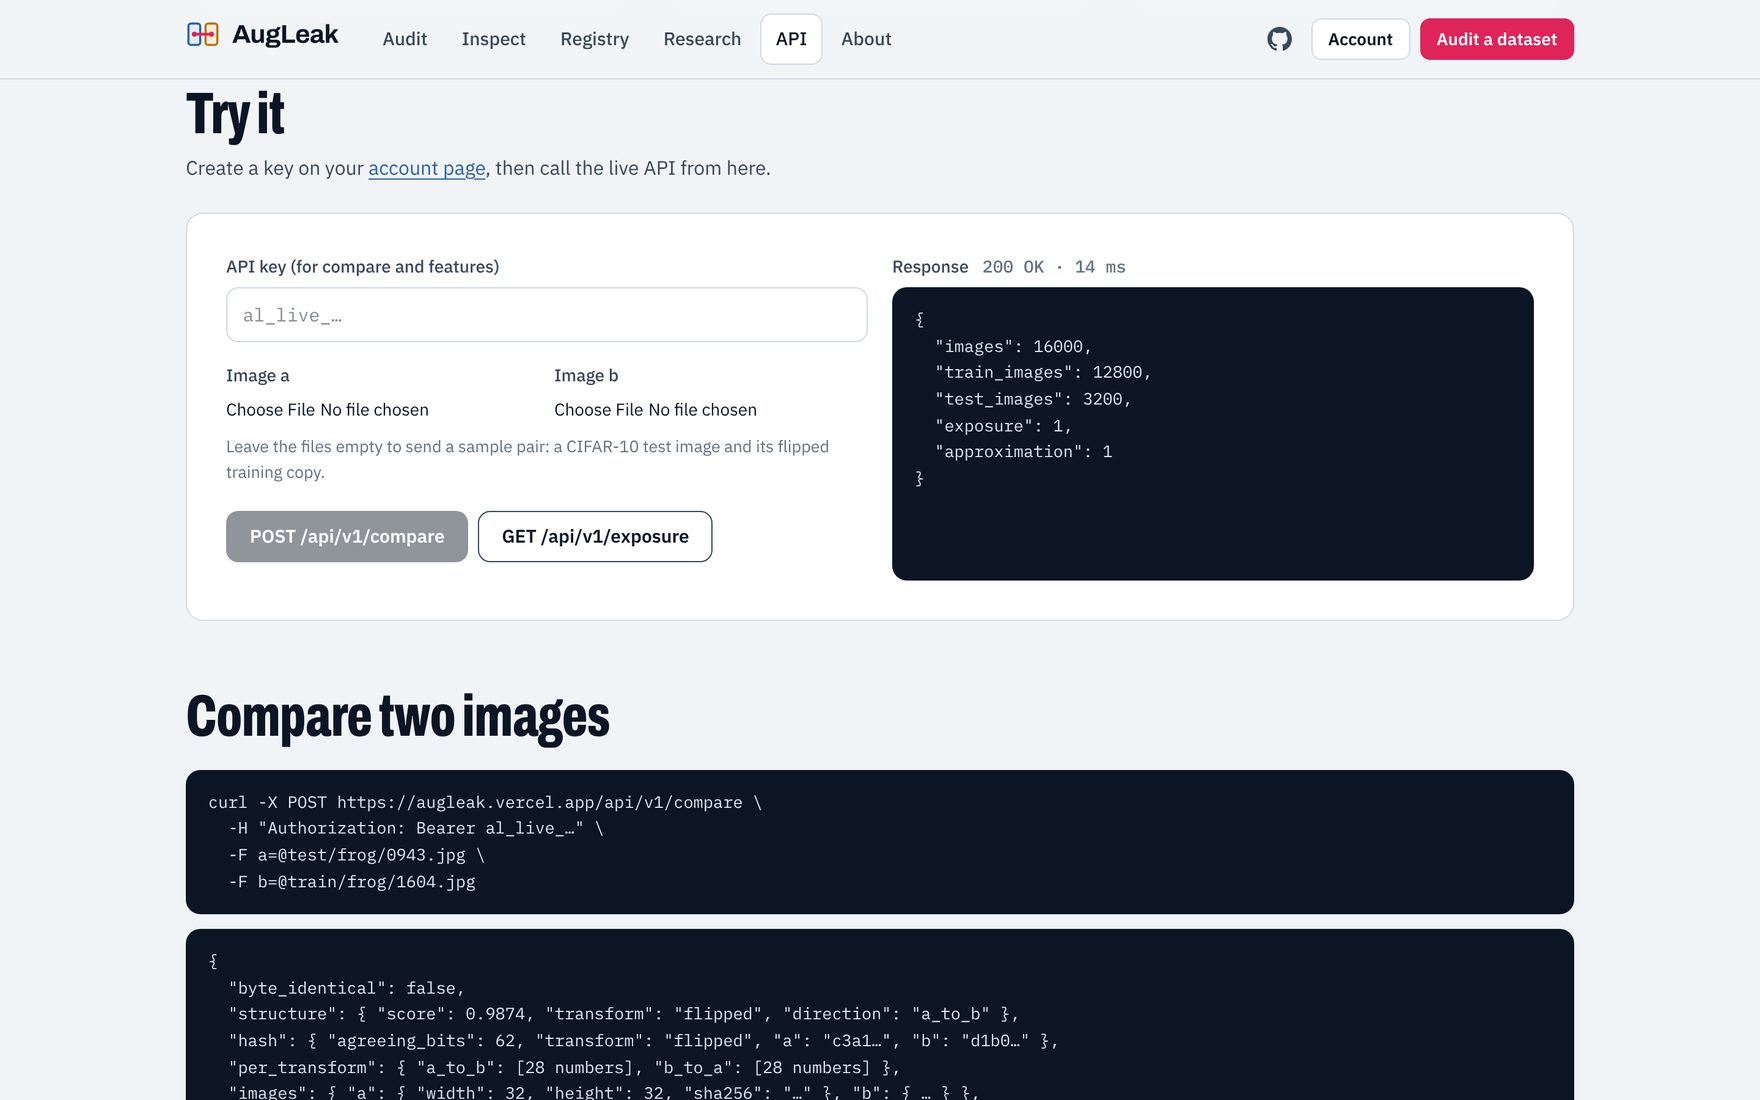 AugLeak
Audit
Inspect
Registry
Research
API
About
Account
Audit a dataset
Try it
Create a key on your account page, then call the live API from here.
API key (for compare and features)
al_live_…
Image a
Image b
Choose File No file chosen
Choose File No file chosen
Leave the files empty to send a sample pair: a CIFAR-10 test image and its flipped
training copy.
POST /api/v1/compare
GET /api/v1/exposure
Response 200 OK · 14 ms
{
"images": 16000,
"train_images": 12800,
"test_images": 3200,
"exposure": 1,
"approximation": 1
}
Compare two images
curl -X POST https://augleak.vercel.app/api/v1/compare \
-H "Authorization: Bearer al_live_…" \
-F a=@test/frog/0943.jpg \
-F b=@train/frog/1604.jpg
{
"byte_identical": false,
"structure": { "score": 0.9874, "transform": "flipped", "direction": "a_to_b" },
"hash": { "agreeing_bits": 62, "transform": "flipped", "a": "c3a1…", "b": "d1b0…" },
"per_transform": { "a_to_b": [28 numbers], "b_to_a": [28 numbers] },
"images": { "a": { "width": 32, "height": 32, "sha256": "…" }, "b": { … } },